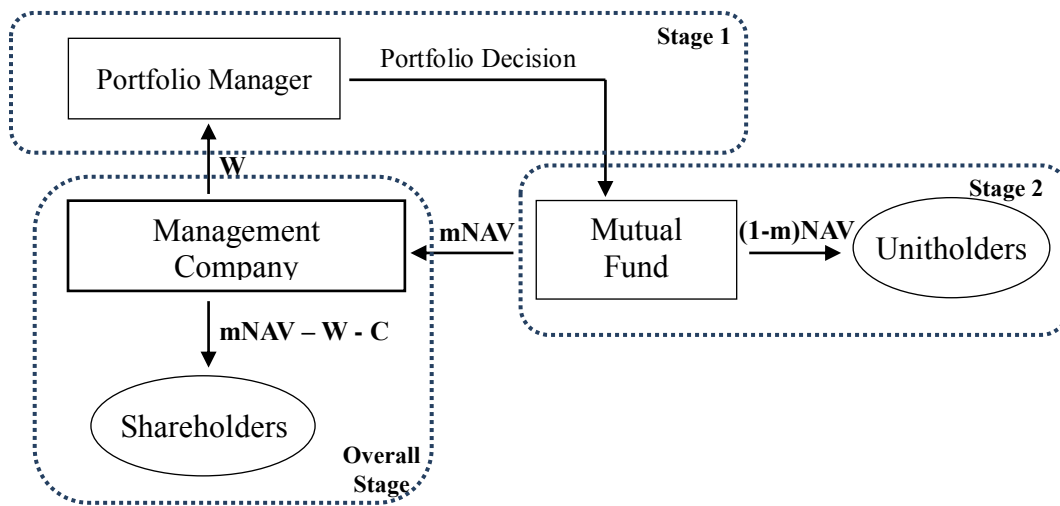 Stage 1
Portfolio Manager
Portfolio Decision
W
Stage 2
Management
Company
mNAV
Mutual
Fund
(1-m)NAV
Unitholders
mNAV – W - C
Shareholders
Overall
Stage